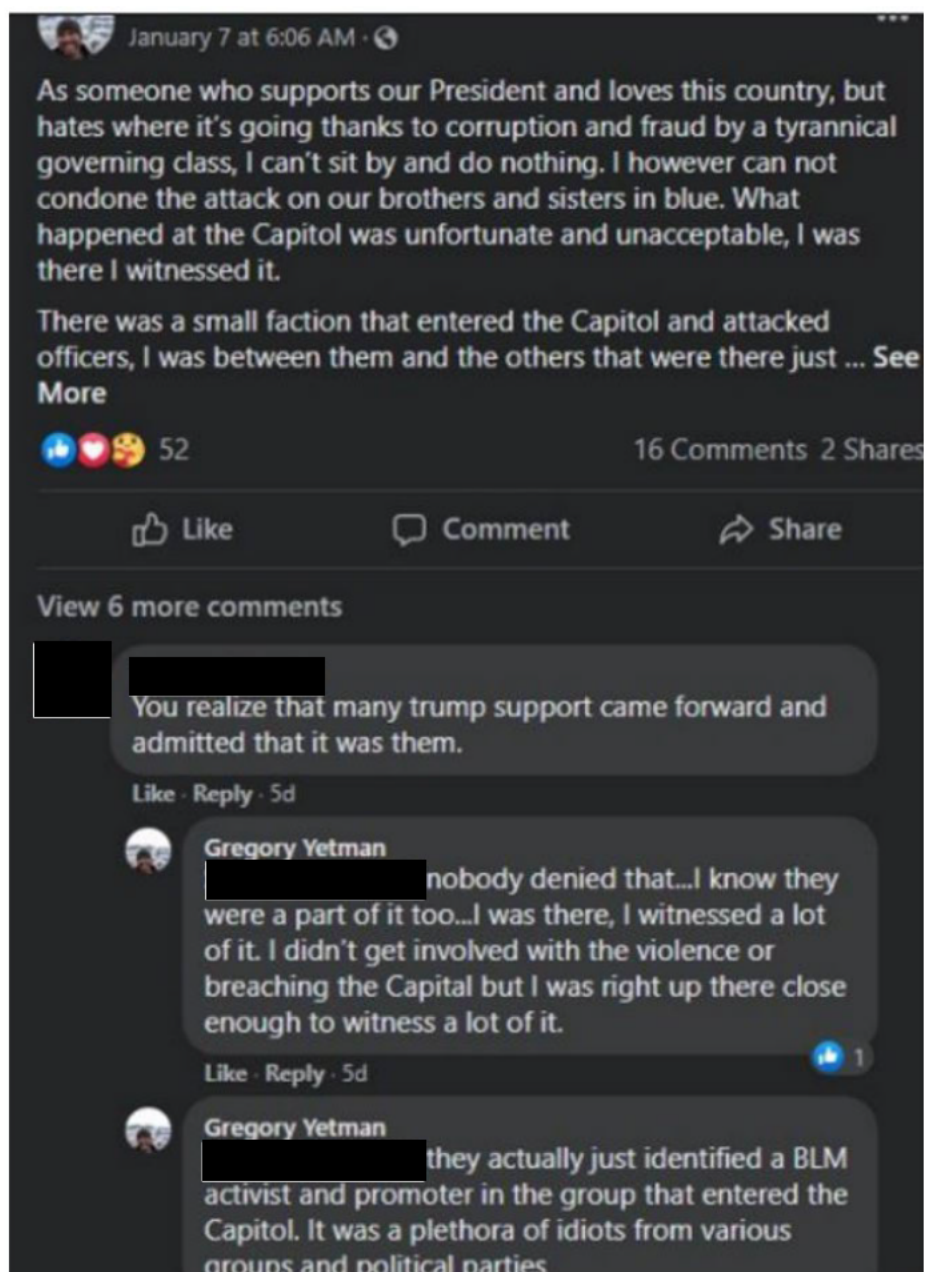 January 7 at 6:06 AM ·
As someone who supports our President and loves this country, but
hates where it's going thanks to corruption and fraud by a tyrannical
governing class, I can't sit by and do nothing. I however can not
condone the attack on our brothers and sisters in blue. What
happened at the Capitol was unfortunate and unacceptable, I was
there I witnessed it.
There was a small faction that entered the Capitol and attacked
officers, I was between them and the others that were there just ... See
More
52
16 Comments 2 Shares
Like
Comment
Share
View 6 more comments
You realize that many trump support came forward and
admitted that it was them.
Like · Reply · 5d
Gregory Yetman
nobody denied that...I know they
were a part of it too...I was there, I witnessed a lot
of it. I didn't get involved with the violence or
breaching the Capital but I was right up there close
enough to witness a lot of it.
1
Like · Reply · 5d
Gregory Yetman
they actually just identified a BLM
activist and promoter in the group that entered the
Capitol. It was a plethora of idiots from various
groups and political parties